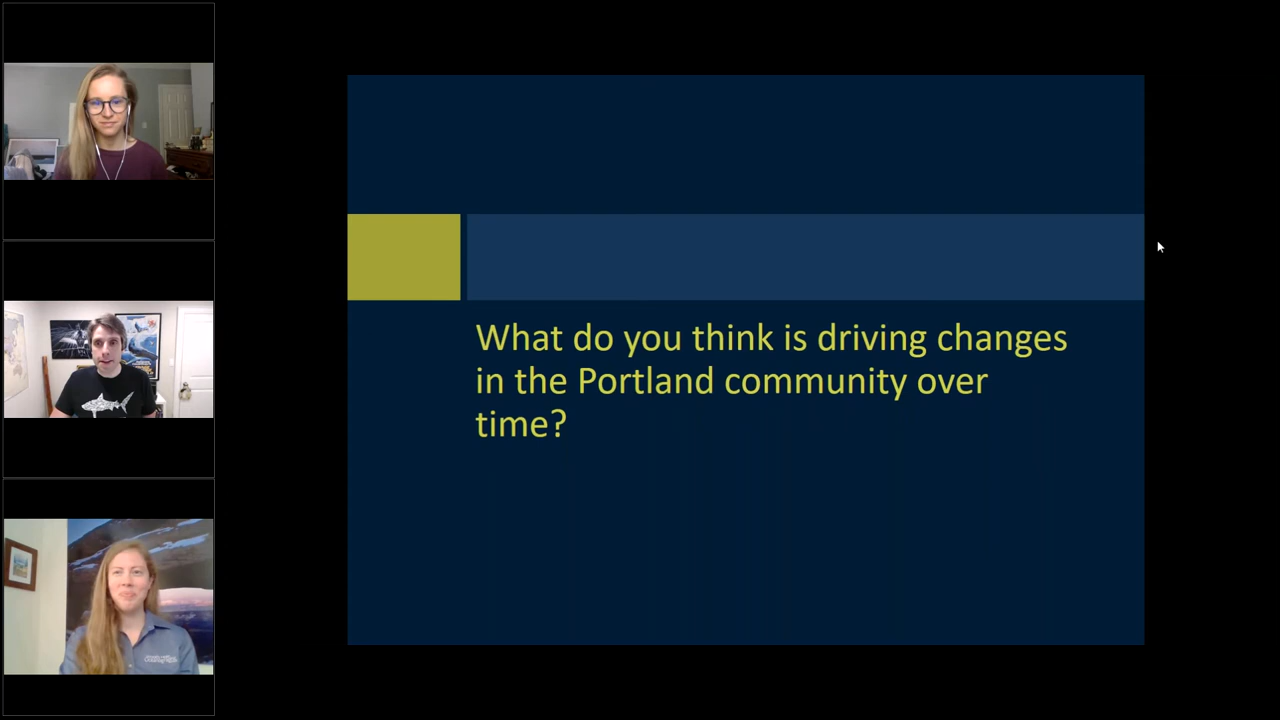 What do you think is driving changes
in the Portland community over
time?